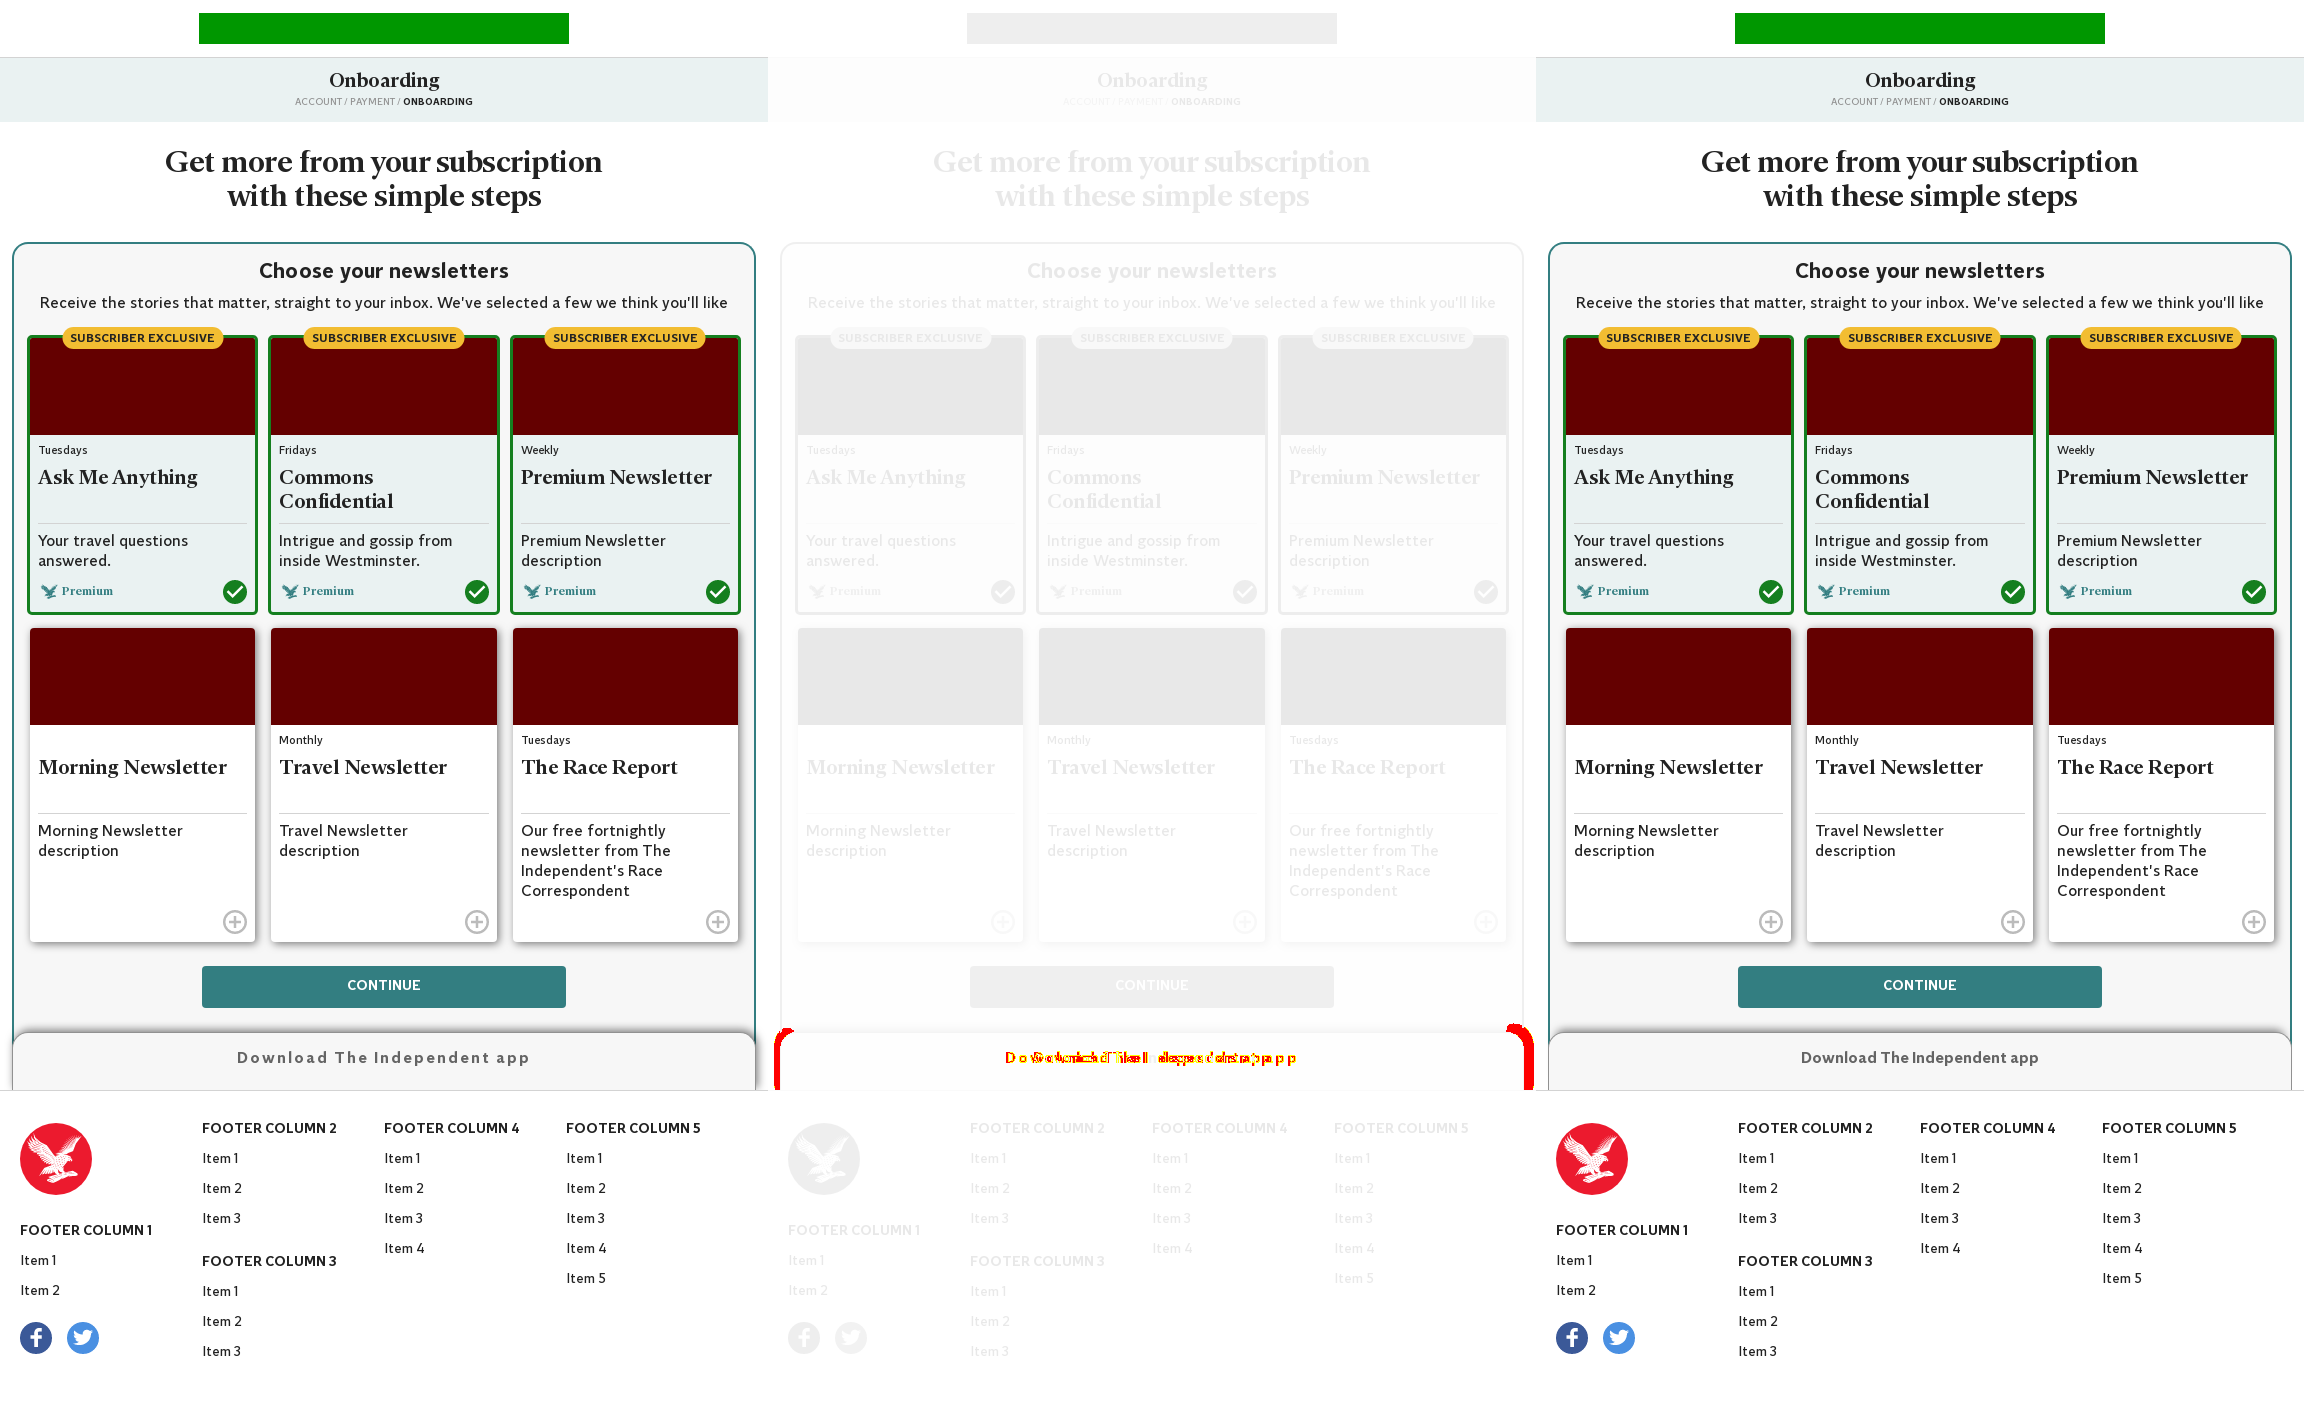 Onboarding
ACCOUNT / PAYMENT / ONBOARDING
Get more from your subscription
with these simple steps
Choose your newsletters
Receive the stories that matter, straight to your inbox. We've selected a few we think you'll like
SUBSCRIBER EXCLUSIVE
Tuesdays
Ask Me Anything
Your travel questions
answered.
Premium
SUBSCRIBER EXCLUSIVE
Fridays
Commons
Confidential
Intrigue and gossip from
inside Westminster.
Premium
SUBSCRIBER EXCLUSIVE
Weekly
Premium Newsletter
Premium Newsletter
description
Premium
Morning Newsletter
Morning Newsletter
description
Monthly
Travel Newsletter
Travel Newsletter
description
Tuesdays
The Race Report
Our free fortnightly
newsletter from The
Independent's Race
Correspondent
CONTINUE
Download The Independent app
FOOTER COLUMN 1
Item 1
Item 2
FOOTER COLUMN 2
Item 1
Item 2
Item 3
FOOTER COLUMN 3
Item 1
Item 2
Item 3
FOOTER COLUMN 4
Item 1
Item 2
Item 3
Item 4
FOOTER COLUMN 5
Item 1
Item 2
Item 3
Item 4
Item 5
Onboarding
ACCOUNT / PAYMENT / ONBOARDING
Get more from your subscription
with these simple steps
Choose your newsletters
Receive the stories that matter, straight to your inbox. We've selected a few we think you'll like
SUBSCRIBER EXCLUSIVE
Tuesdays
Ask Me Anything
Your travel questions
answered.
Premium
SUBSCRIBER EXCLUSIVE
Fridays
Commons
Confidential
Intrigue and gossip from
inside Westminster.
Premium
SUBSCRIBER EXCLUSIVE
Weekly
Premium Newsletter
Premium Newsletter
description
Premium
Morning Newsletter
Morning Newsletter
description
Monthly
Travel Newsletter
Travel Newsletter
description
Tuesdays
The Race Report
Our free fortnightly
newsletter from The
Independent's Race
Correspondent
CONTINUE
FOOTER COLUMN 1
Item 1
Item 2
FOOTER COLUMN 2
Item 1
Item 2
Item 3
FOOTER COLUMN 3
Item 1
Item 2
Item 3
FOOTER COLUMN 4
Item 1
Item 2
Item 3
Item 4
FOOTER COLUMN 5
Item 1
Item 2
Item 3
Item 4
Item 5
Onboarding
ACCOUNT / PAYMENT / ONBOARDING
Get more from your subscription
with these simple steps
Choose your newsletters
Receive the stories that matter, straight to your inbox. We've selected a few we think you'll like
SUBSCRIBER EXCLUSIVE
Tuesdays
Ask Me Anything
Your travel questions
answered.
Premium
SUBSCRIBER EXCLUSIVE
Fridays
Commons
Confidential
Intrigue and gossip from
inside Westminster.
Premium
SUBSCRIBER EXCLUSIVE
Weekly
Premium Newsletter
Premium Newsletter
description
Premium
Morning Newsletter
Morning Newsletter
description
Monthly
Travel Newsletter
Travel Newsletter
description
Tuesdays
The Race Report
Our free fortnightly
newsletter from The
Independent's Race
Correspondent
CONTINUE
Download The Independent app
FOOTER COLUMN 1
Item 1
Item 2
FOOTER COLUMN 2
Item 1
Item 2
Item 3
FOOTER COLUMN 3
Item 1
Item 2
Item 3
FOOTER COLUMN 4
Item 1
Item 2
Item 3
Item 4
FOOTER COLUMN 5
Item 1
Item 2
Item 3
Item 4
Item 5